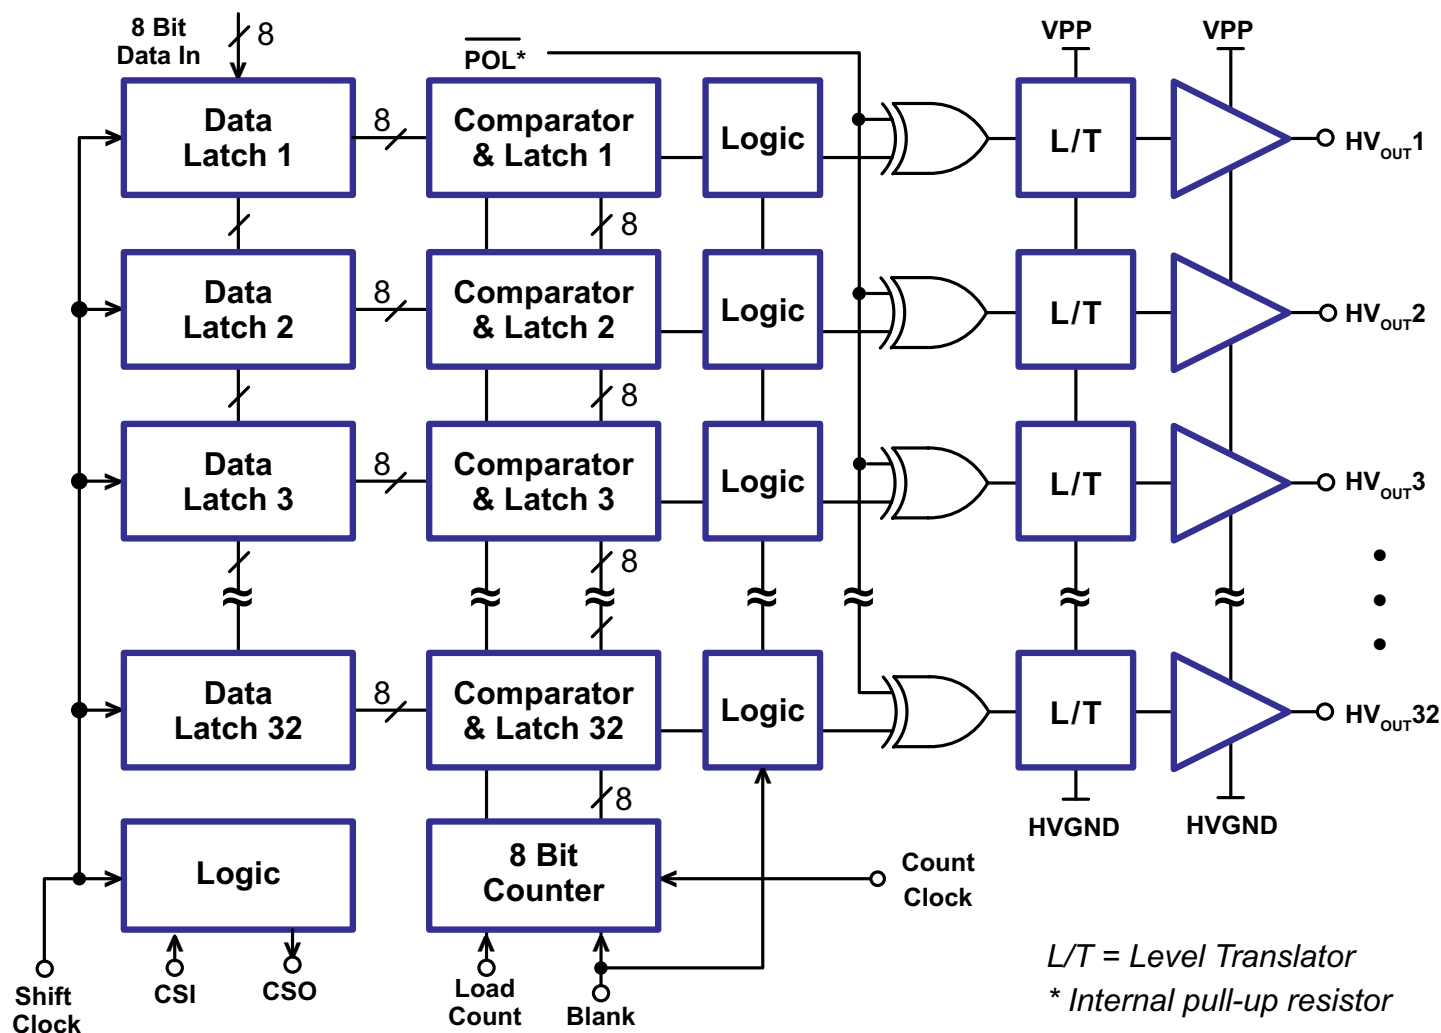 8 Bit
Data In
8
POL*
VPP
VPP
Data
Latch 1
8
Comparator
& Latch 1
Logic
L/T
HVOUT1
8
Data
Latch 2
8
Comparator
& Latch 2
Logic
L/T
HVOUT2
8
Data
Latch 3
8
Comparator
& Latch 3
Logic
L/T
HVOUT3
8
Data
Latch 32
8
Comparator
& Latch 32
Logic
L/T
HVOUT32
8
HVGND
HVGND
Logic
8 Bit
Counter
Count
Clock
Shift
Clock
CSI
CSO
Load
Count
Blank
L/T = Level Translator
* Internal pull-up resistor